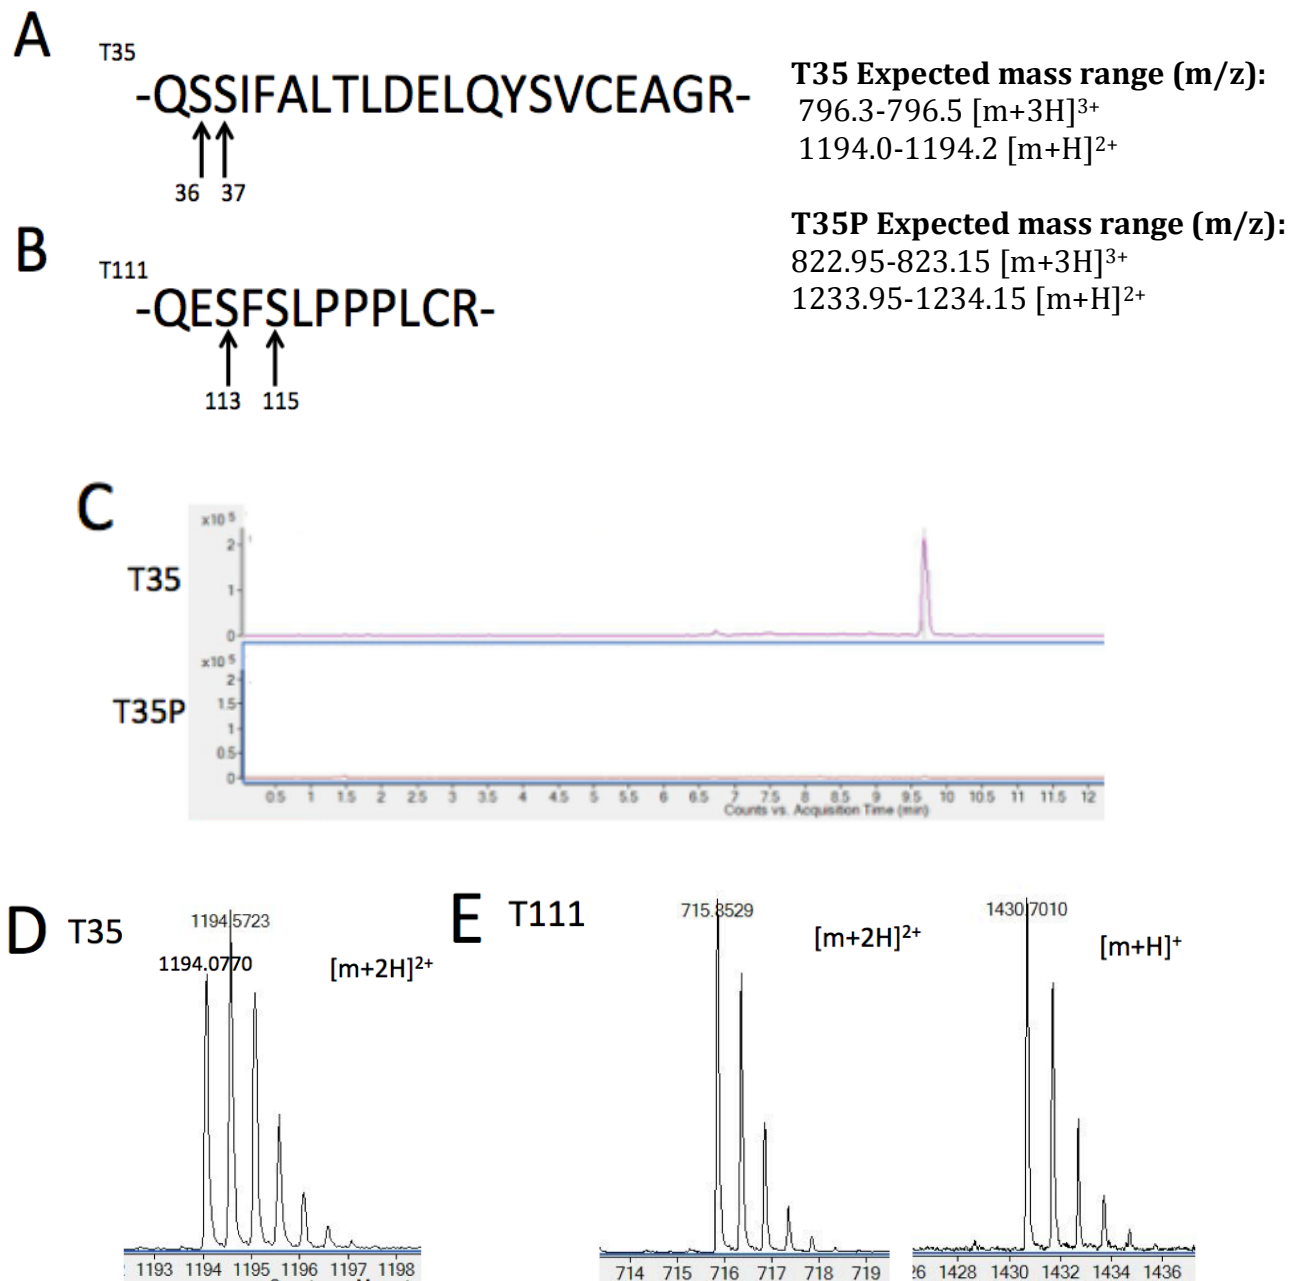 A
T35
-QSSIFALTLDELQYSVCEAGR-
36 37
T35 Expected mass range (m/z):
796.3-796.5 [m+3H]³⁺
1194.0-1194.2 [m+H]²⁺
T35P Expected mass range (m/z):
822.95-823.15 [m+3H]³⁺
1233.95-1234.15 [m+H]²⁺
B
T111
-QESFSLPPPLCR-
113 115
C
T35
x10 5
2
1
0
T35P
x10 5
2
1.5
1
0.5
0
0.5 1 1.5 2 2.5 3 3.5 4 4.5 5 5.5 6 6.5 7 7.5 8 8.5 9 9.5 10 10.5 11 11.5 12
Counts vs. Acquisition Time (min)
D T35
1194.5723
1194.0770
[m+2H]²⁺
1193 1194 1195 1196 1197 1198
E T111
715.8529
[m+2H]²⁺
714 715 716 717 718 719
1430.7010
[m+H]⁺
26 1428 1430 1432 1434 1436